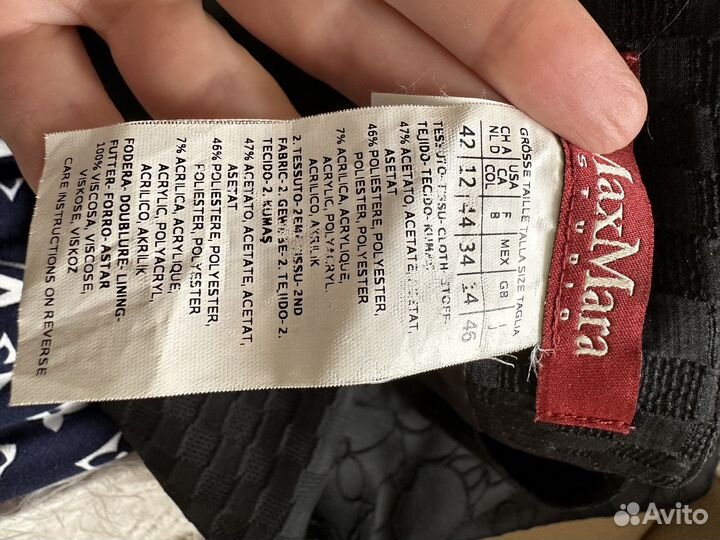 MaxMara
STUDIO
GRÖSSE TAILLE TALLA SIZE TAGLIA
CH A USA F MEX GB I
NL D CA B J
COL
42 12 44 34 14 46
TESSUTO- TISSU- CLOTH- STOFF-
TEJIDO- TECIDO- KUMAŞ
47% ACETATO, ACETATE, ACETAT,
ASETAT
46% POLIESTERE, POLYESTER,
POLIESTER, POLYESTER
7% ACRILICA, ACRYLIQUE,
ACRYLIC, POLYACRYL,
ACRILICO, AKRILIK
2. TESSUTO- 2EME TISSU- 2ND
FABRIC- 2. GEWEBE- 2. TEJIDO- 2.
TECIDO- 2. KUMAŞ
47% ACETATO, ACETATE, ACETAT,
ASETAT
46% POLIESTERE, POLYESTER,
POLIESTER, POLYESTER
7% ACRILICA, ACRYLIQUE,
ACRYLIC, POLYACRYL,
ACRILICO, AKRILIK
FODERA- DOUBLURE- LINING-
FUTTER- FORRO- ASTAR
100% VISCOSA, VISCOSE,
VISKOSE, VISKOZ
CARE INSTRUCTIONS ON REVERSE
Avito